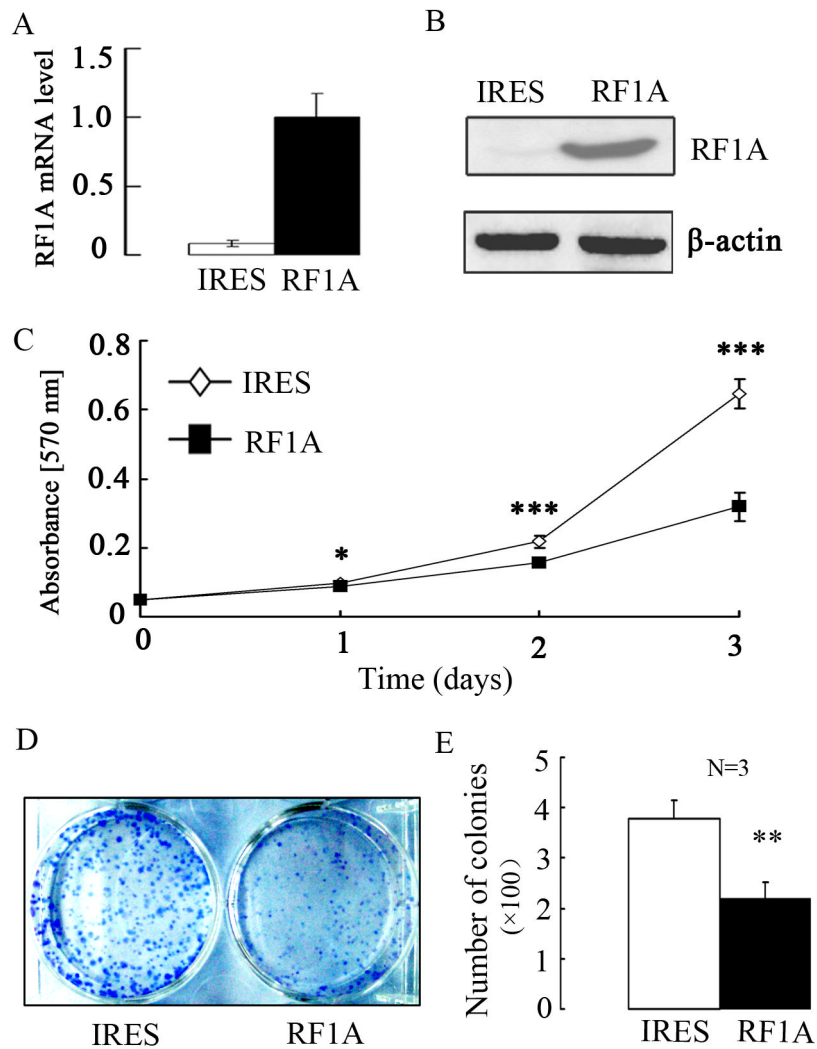 A
RF1A mRNA level
1.5
1.0
0.5
0
IRES RF1A
B
IRES RF1A
RF1A
β-actin
C
Absorbance [570 nm]
0.8
0.6
0.4
0.2
0
IRES
RF1A
*
***
***
0 1 2 3
Time (days)
D
IRES RF1A
E
Number of colonies
(×100)
5
4
3
2
1
0
N=3
**
IRES RF1A